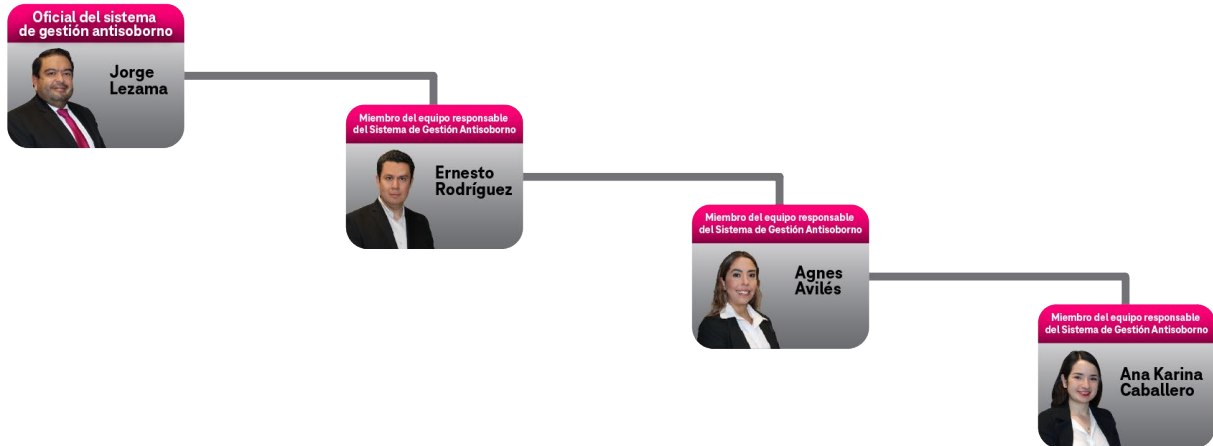 Oficial del sistema
de gestión antisoborno
Jorge
Lezama
Miembro del equipo responsable
del Sistema de Gestión Antisoborno
Ernesto
Rodríguez
Miembro del equipo responsable
del Sistema de Gestión Antisoborno
Agnes
Avilés
Miembro del equipo responsable
del Sistema de Gestión Antisoborno
Ana Karina
Caballero